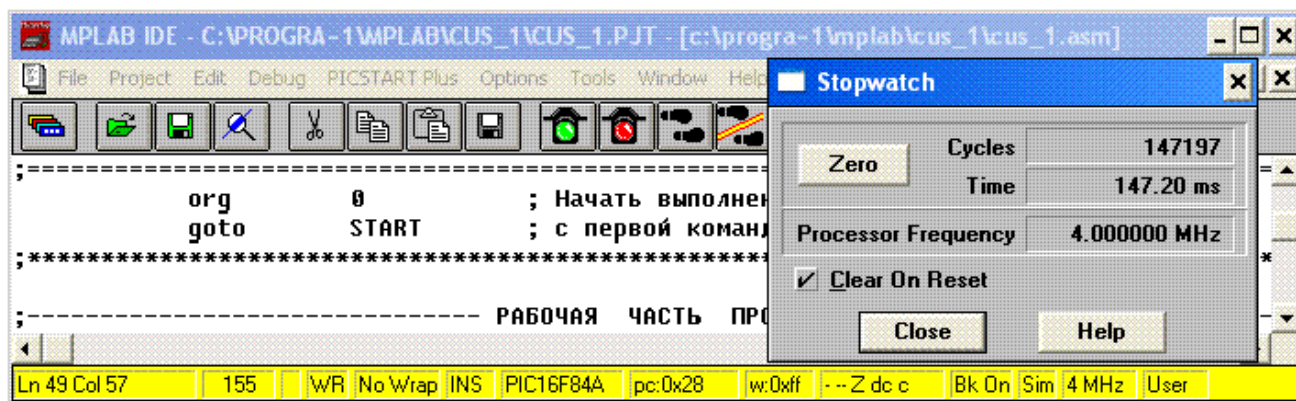 MPLAB IDE - C:\PROGRA~1\MPLAB\CUS_1\CUS_1.PJT - [c:\progra~1\mplab\cus_1\cus_1.asm]
File Project Edit Debug PICSTART Plus Options Tools Window Help
Stopwatch
Zero
Cycles 147197
Time 147.20 ms
Processor Frequency 4.000000 MHz
Clear On Reset
Close Help
;==================================================
org 0 ; Начать
goto START ; с первой
;**************************************************
;------------------------------- РАБОЧАЯ ЧАСТЬ
Ln 49 Col 57 155 WR No Wrap INS PIC16F84A pc:0x28 w:0xff - -- Z dc c Bk On Sim 4 MHz User